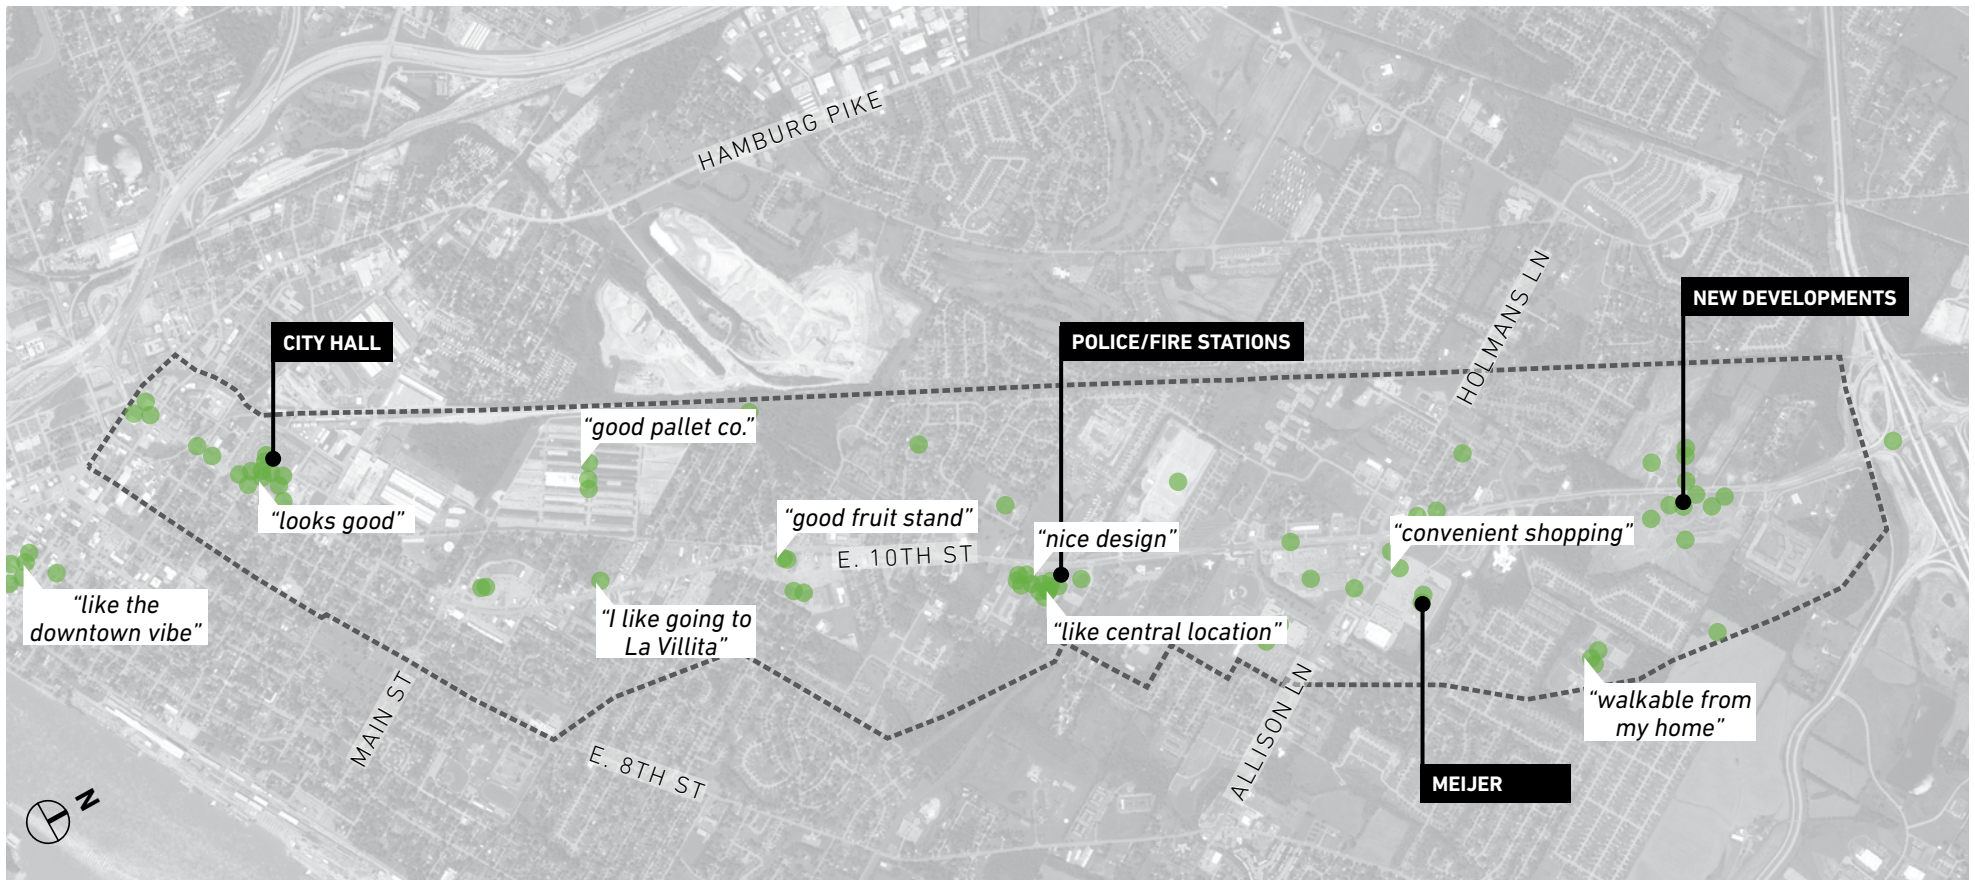 HAMBURG PIKE
HOLMANS LN
NEW DEVELOPMENTS
CITY HALL
POLICE/FIRE STATIONS
“good pallet co.”
“looks good”
“good fruit stand”
E. 10TH ST
“nice design”
“convenient shopping”
“like the
downtown vibe”
“I like going to
La Villita”
“like central location”
“walkable from
my home”
MAIN ST
E. 8TH ST
ALLISON LN
MEIJER
N